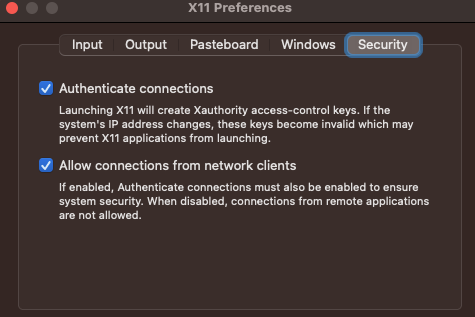 X11 Preferences
Input Output Pasteboard Windows Security
Authenticate connections
Launching X11 will create Xauthority access-control keys. If the
system's IP address changes, these keys become invalid which may
prevent X11 applications from launching.
Allow connections from network clients
If enabled, Authenticate connections must also be enabled to ensure
system security. When disabled, connections from remote applications
are not allowed.